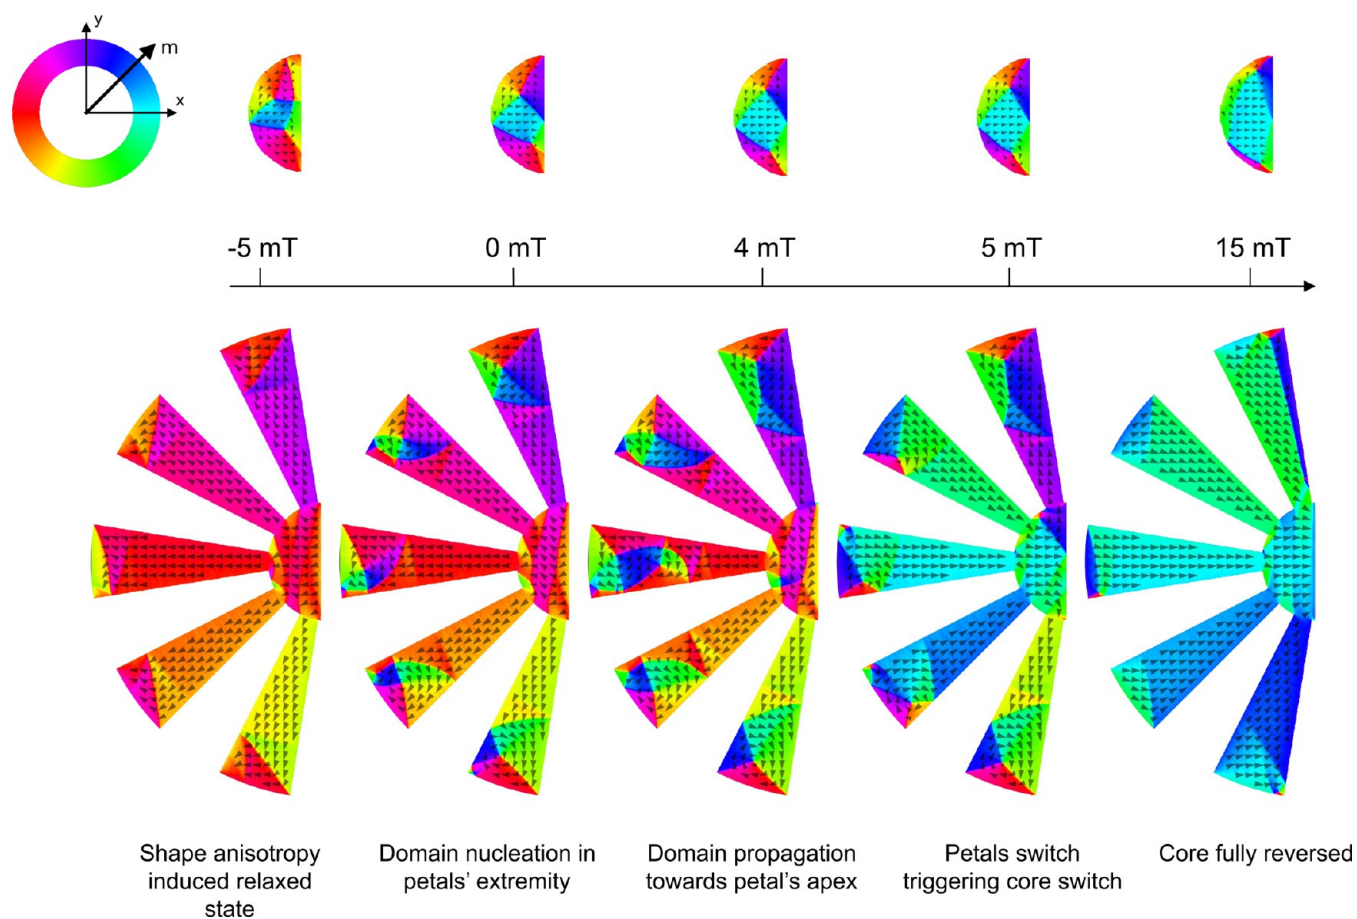 y
m
x
-5 mT
0 mT
4 mT
5 mT
15 mT
Shape anisotropy
induced relaxed
state
Domain nucleation in
petals' extremity
Domain propagation
towards petal's apex
Petals switch
triggering core switch
Core fully reversed